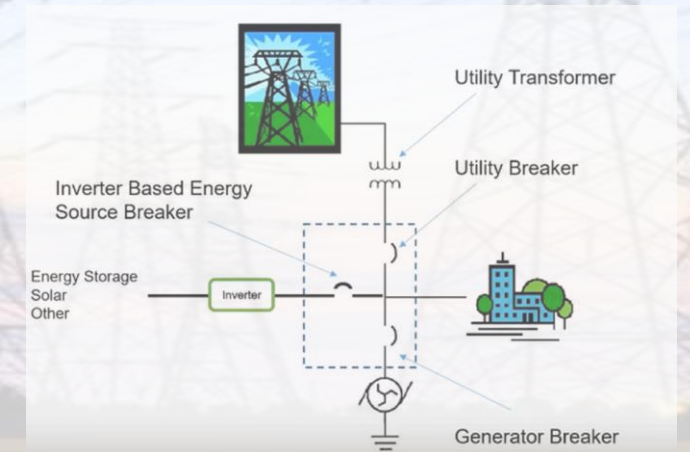 Utility Transformer
Utility Breaker
Inverter Based Energy
Source Breaker
Energy Storage
Solar
Other
Inverter
Generator Breaker